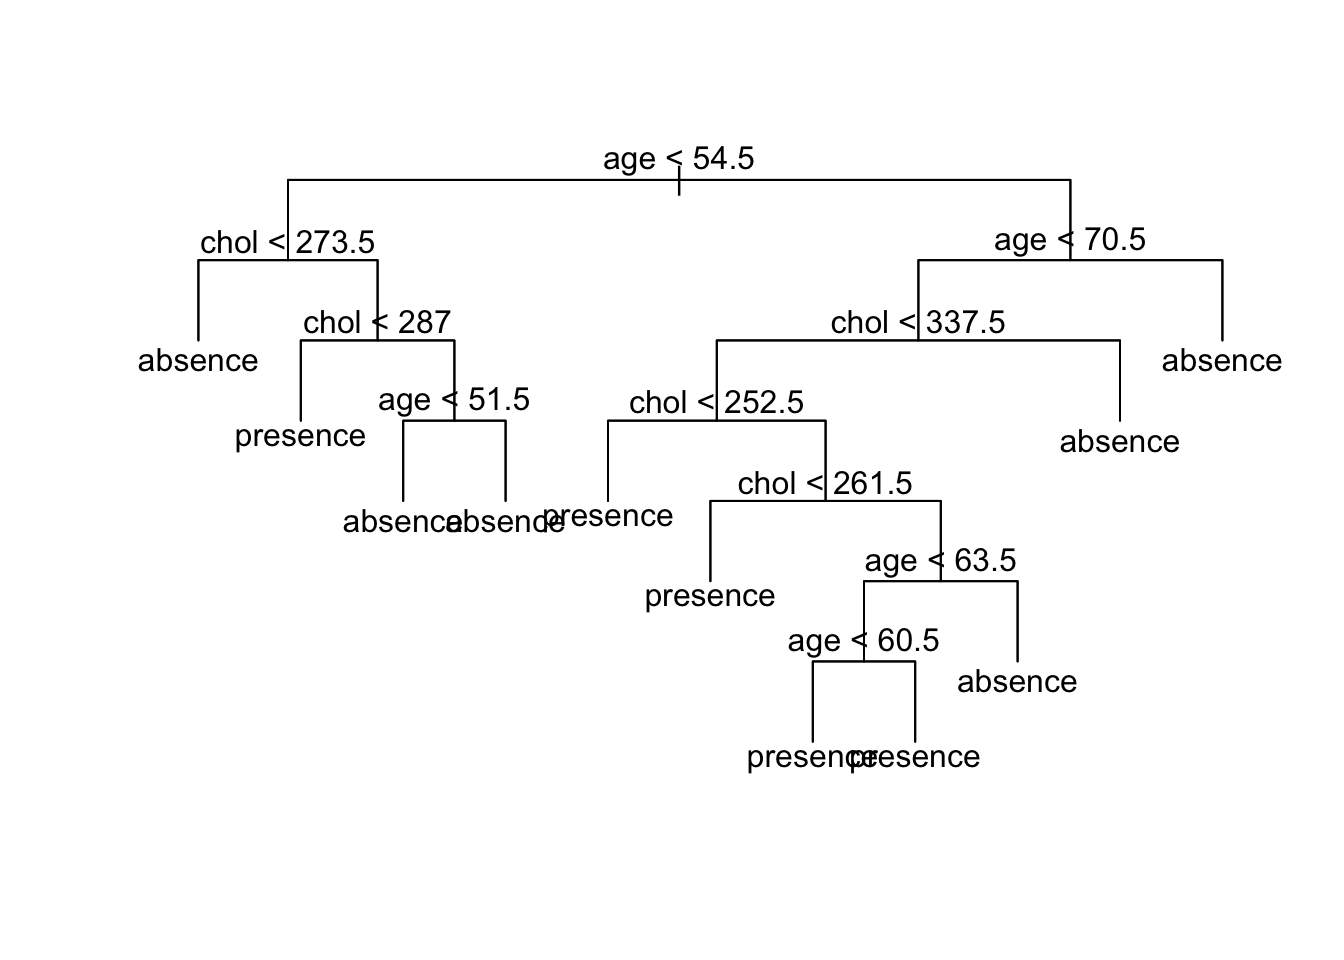 age < 54.5
chol < 273.5
age < 70.5
chol < 287
chol < 337.5
absence
absence
age < 51.5
chol < 252.5
presence
absence
chol < 261.5
absence
absence
presence
age < 63.5
presence
age < 60.5
absence
presence
presence